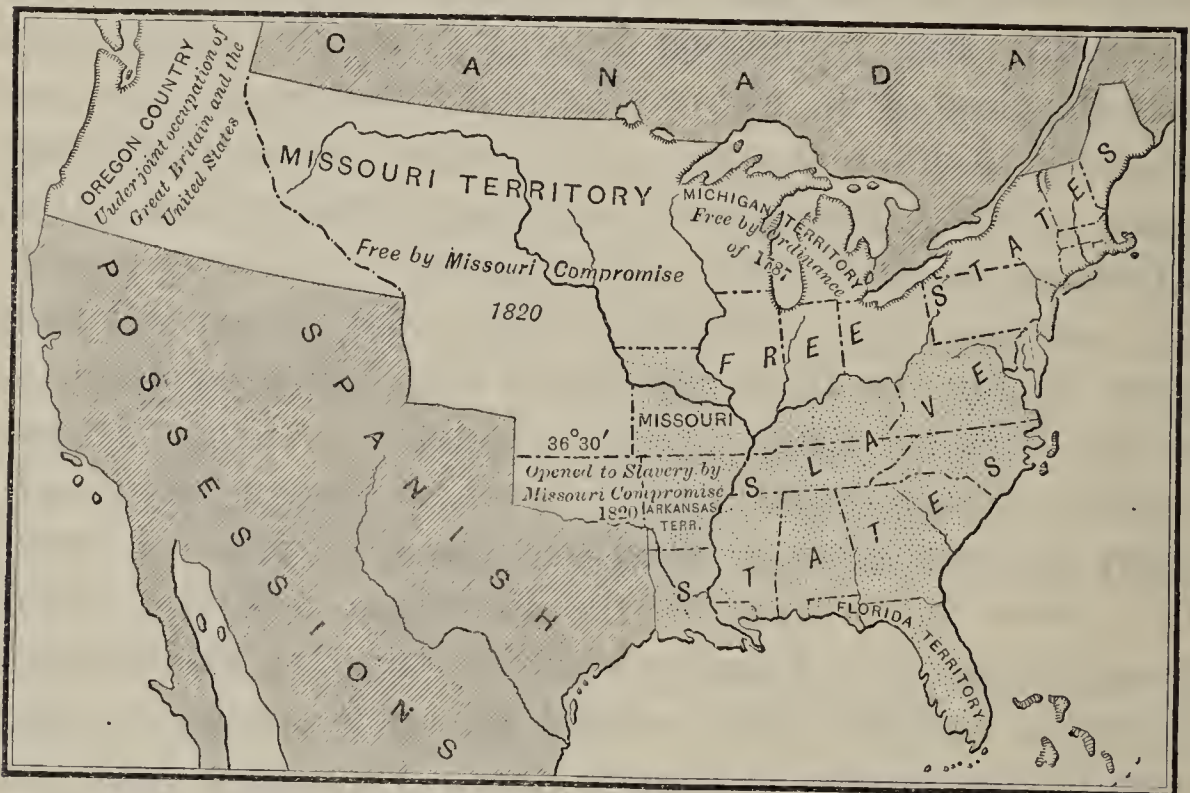 CANADA
OREGON COUNTRY
Under joint occupation of
Great Britain and the
United States
MISSOURI TERRITORY
Free by Missouri Compromise
1820
MICHIGAN TERRITORY
Free by Ordinance
of 1787
FREE STATES
SPANISH
POSSESSIONS
MISSOURI
36°30'
Opened to Slavery by
Missouri Compromise
1820
ARKANSAS
TERR.
SLAVE
STATES
FLORIDA TERRITORY